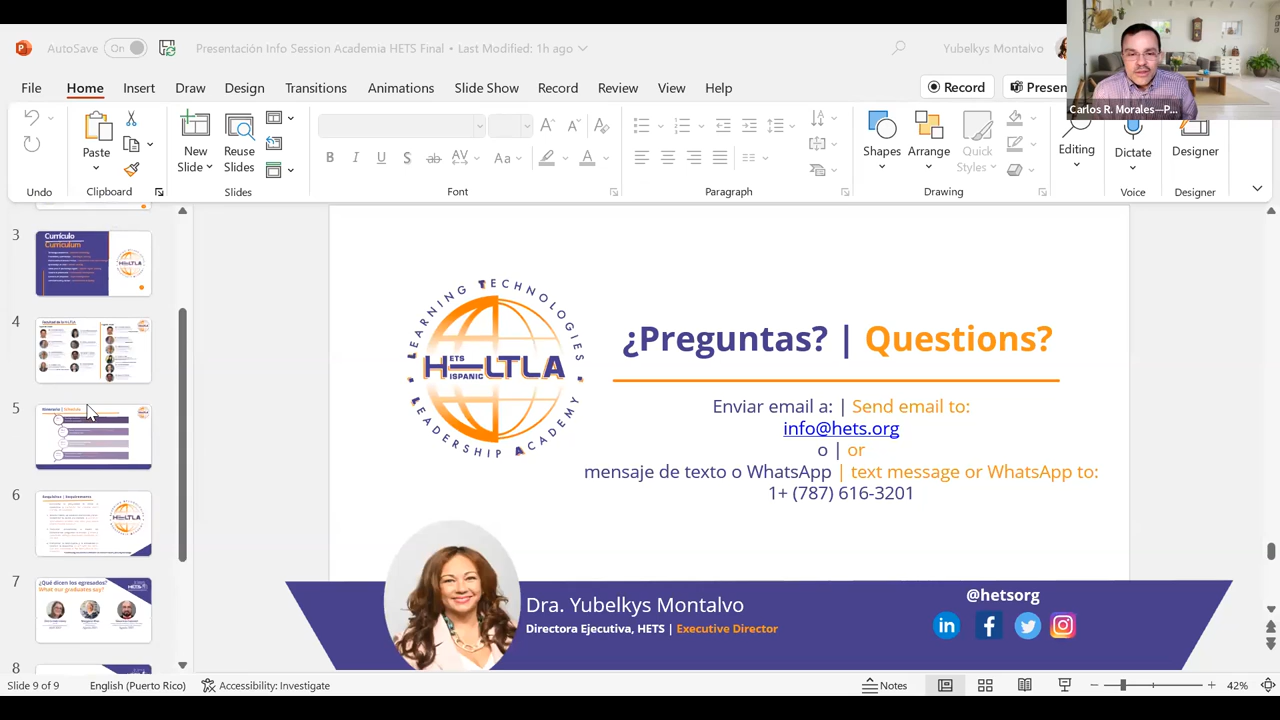 AutoSave On Presentación Info Session Academia HETS Final • Last Modified: 1h ago Yubelkys Montalvo
File Home Insert Draw Design Transitions Animations Slide Show Record Review View Help Record Presen
Carlos R. Morales—P...
Paste New Slide Reuse Slides Shapes Arrange Quick Styles Editing Dictate Designer
Undo Clipboard Slides Font Paragraph Drawing Voice Designer
3
Currículo
Curriculum
4
5
6
7
¿Qué dicen los egresados?
What our graduates say?
8
LEARNING TECHNOLOGIES
HETS HISPANIC LTLA
LEADERSHIP ACADEMY
¿Preguntas? | Questions?
Enviar email a: | Send email to:
info@hets.org
o | or
mensaje de texto o WhatsApp | text message or WhatsApp to:
1+ (787) 616-3201
Dra. Yubelkys Montalvo
Directora Ejecutiva, HETS | Executive Director
@hetsorg
Slide 9 of 9 English (Puerto Rico) Accessibility: Investigate Notes 42%